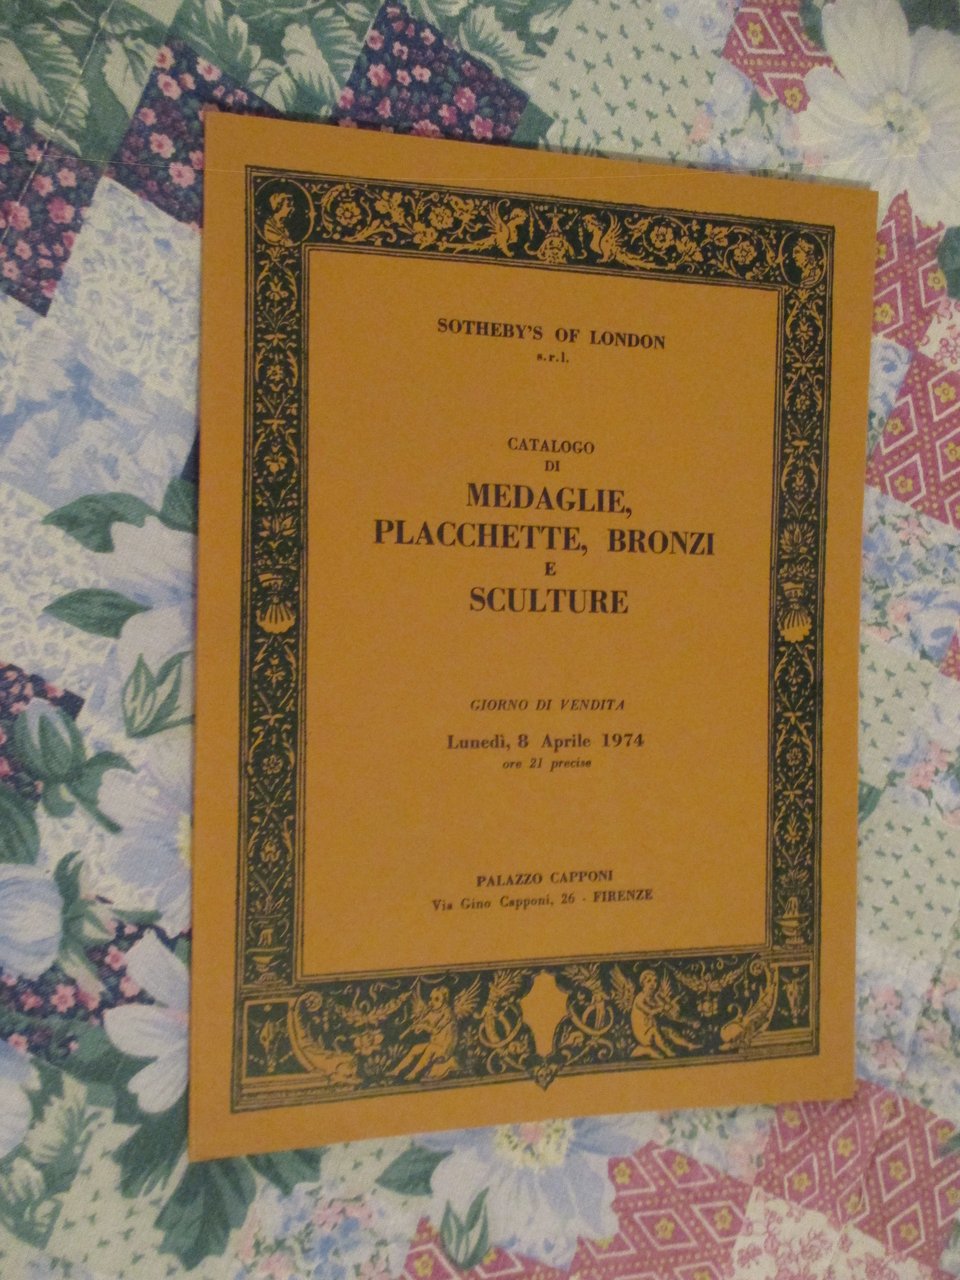 SOTHEBY'S OF LONDON
s.r.l.
CATALOGO
DI
MEDAGLIE,
PLACCHETTE, BRONZI
E
SCULTURE
GIORNO DI VENDITA
Lunedì, 8 Aprile 1974
ore 21 precise
PALAZZO CAPPONI
Via Gino Capponi, 26 - FIRENZE